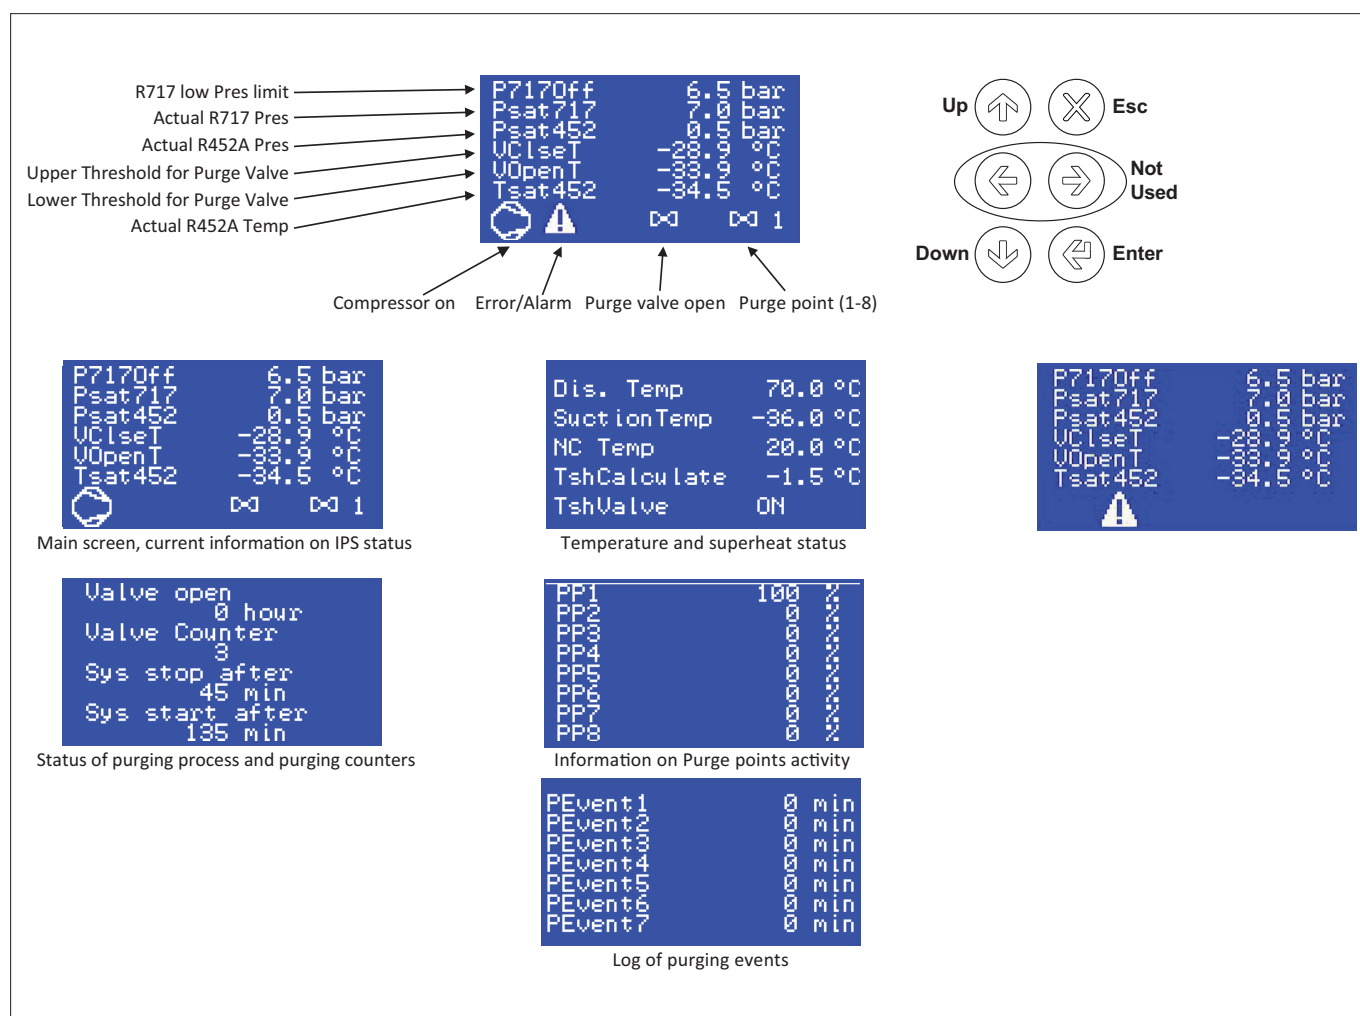 R717 low Pres limit
Actual R717 Pres
Actual R452A Pres
Upper Threshold for Purge Valve
Lower Threshold for Purge Valve
Actual R452A Temp
P717Off 6.5 bar
Psat717 7.0 bar
Psat452 0.5 bar
VClseT -28.9 °C
VOpenT -33.9 °C
Tsat452 -34.5 °C
1
Compressor on Error/Alarm Purge valve open Purge point (1-8)
Up Esc
Not
Used
Down Enter
P717Off 6.5 bar
Psat717 7.0 bar
Psat452 0.5 bar
VClseT -28.9 °C
VOpenT -33.9 °C
Tsat452 -34.5 °C
1
Main screen, current information on IPS status
Dis. Temp 70.0 °C
SuctionTemp -36.0 °C
NC Temp 20.0 °C
TshCalculate -1.5 °C
TshValve ON
Temperature and superheat status
P717Off 6.5 bar
Psat717 7.0 bar
Psat452 0.5 bar
VClseT -28.9 °C
VOpenT -33.9 °C
Tsat452 -34.5 °C
Valve open
0 hour
Valve Counter
3
Sys stop after
45 min
Sys start after
135 min
Status of purging process and purging counters
PP1 100 %
PP2 0 %
PP3 0 %
PP4 0 %
PP5 0 %
PP6 0 %
PP7 0 %
PP8 0 %
Information on Purge points activity
PEvent1 0 min
PEvent2 0 min
PEvent3 0 min
PEvent4 0 min
PEvent5 0 min
PEvent6 0 min
PEvent7 0 min
Log of purging events